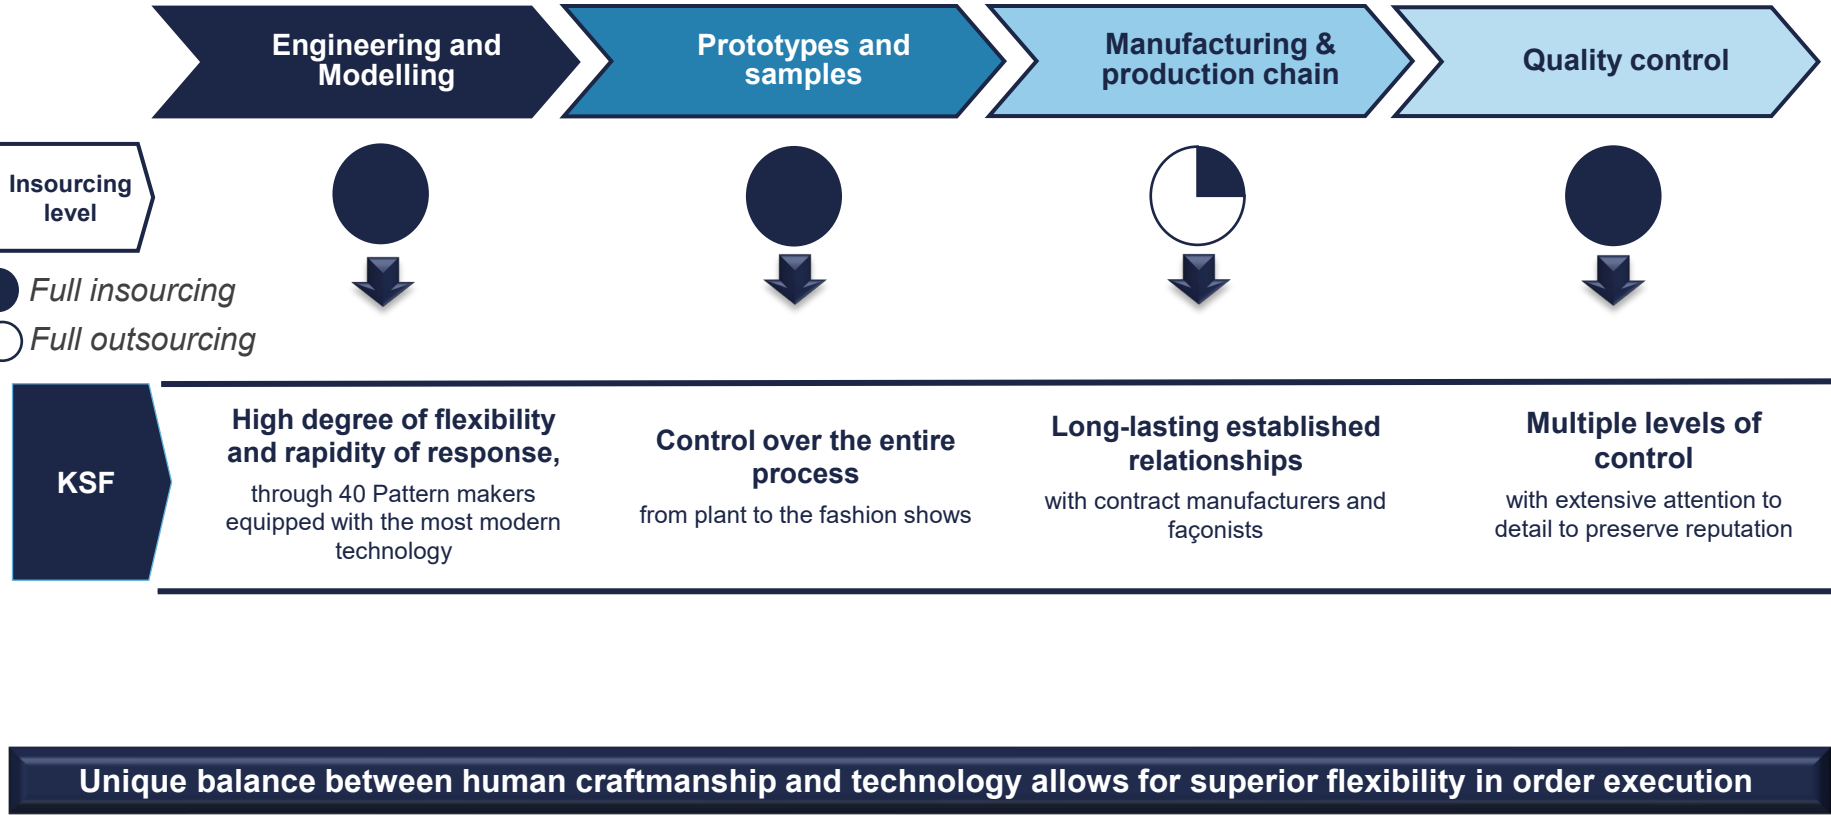 Engineering and
Modelling
Prototypes and
samples
Manufacturing &
production chain
Quality control
Insourcing
level
Full insourcing
Full outsourcing
KSF
High degree of flexibility
and rapidity of response,
through 40 Pattern makers
equipped with the most modern
technology
Control over the entire
process
from plant to the fashion shows
Long-lasting established
relationships
with contract manufacturers and
façonists
Multiple levels of
control
with extensive attention to
detail to preserve reputation
Unique balance between human craftmanship and technology allows for superior flexibility in order execution